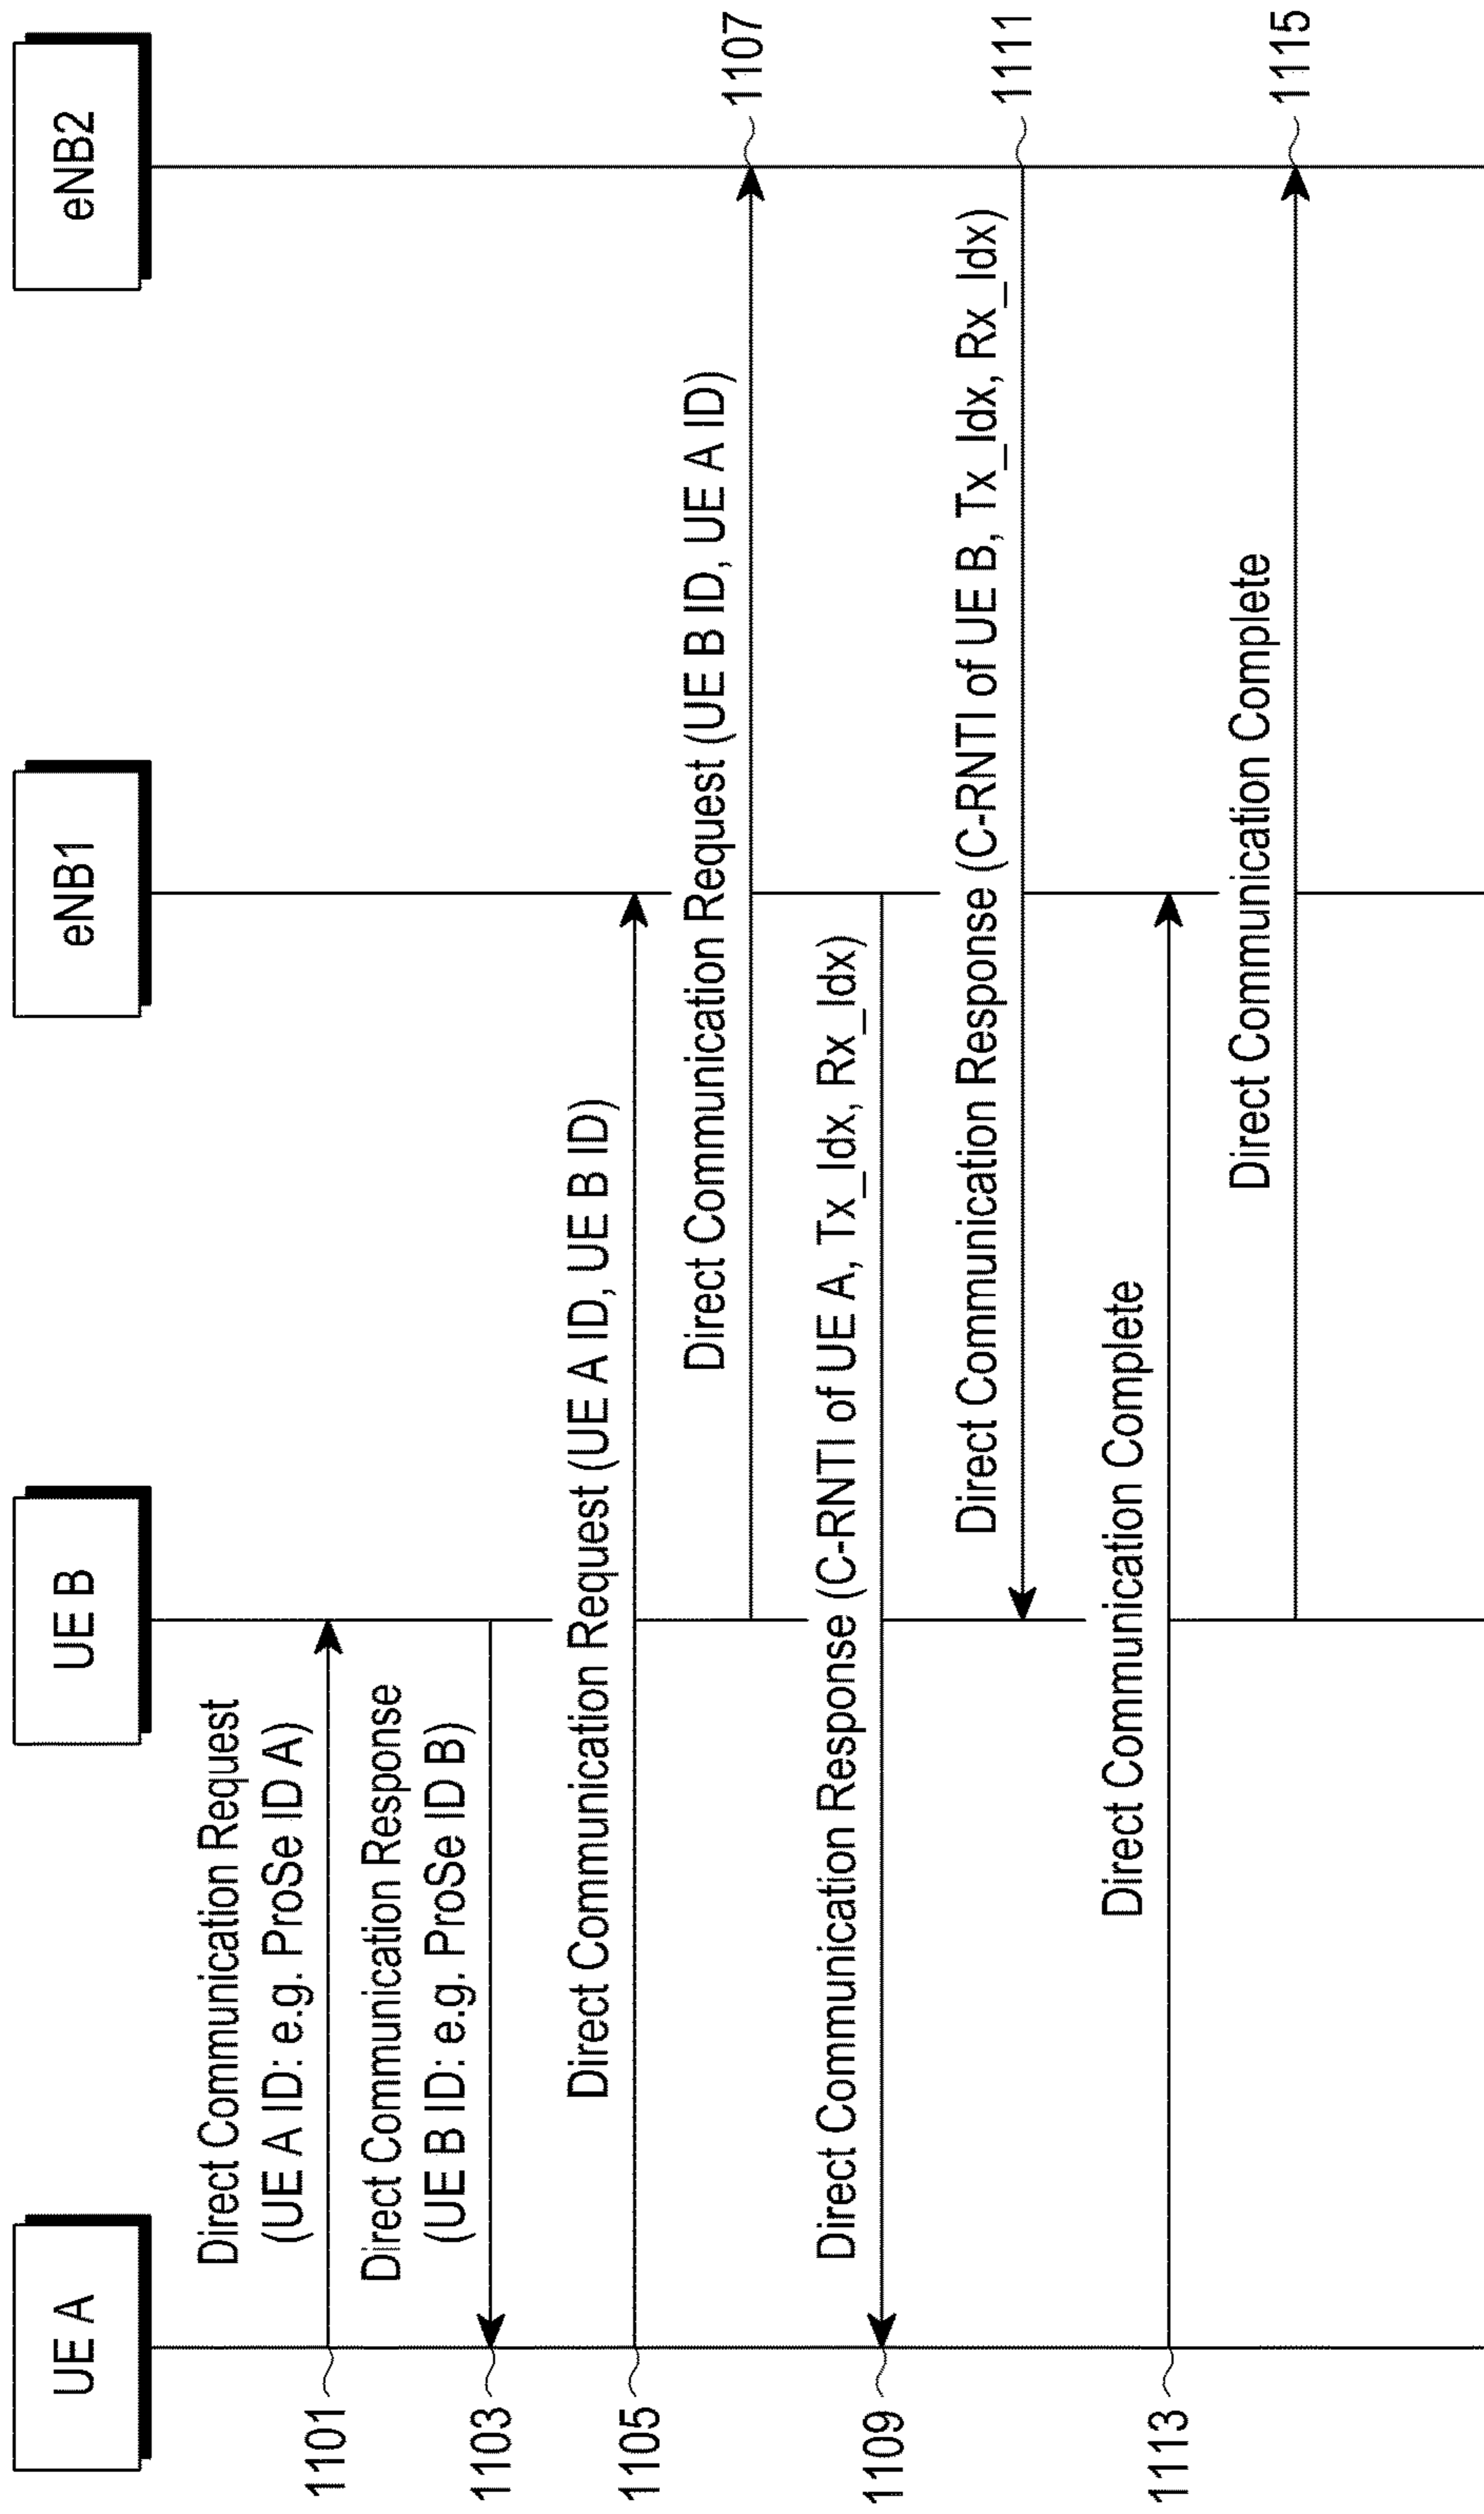 UE A
UE B
eNB1
eNB2
Direct Communication Request
(UE A ID: e.g. ProSe ID A)
1101
Direct Communication Response
(UE B ID: e.g. ProSe ID B)
1103
Direct Communication Request (UE A ID, UE B ID)
1105
Direct Communication Request (UE B ID, UE A ID)
1107
Direct Communication Response (C-RNTI of UE A, Tx_Idx, Rx_Idx)
1109
Direct Communication Response (C-RNTI of UE B, Tx_Idx, Rx_Idx)
1111
Direct Communication Complete
1113
Direct Communication Complete
1115